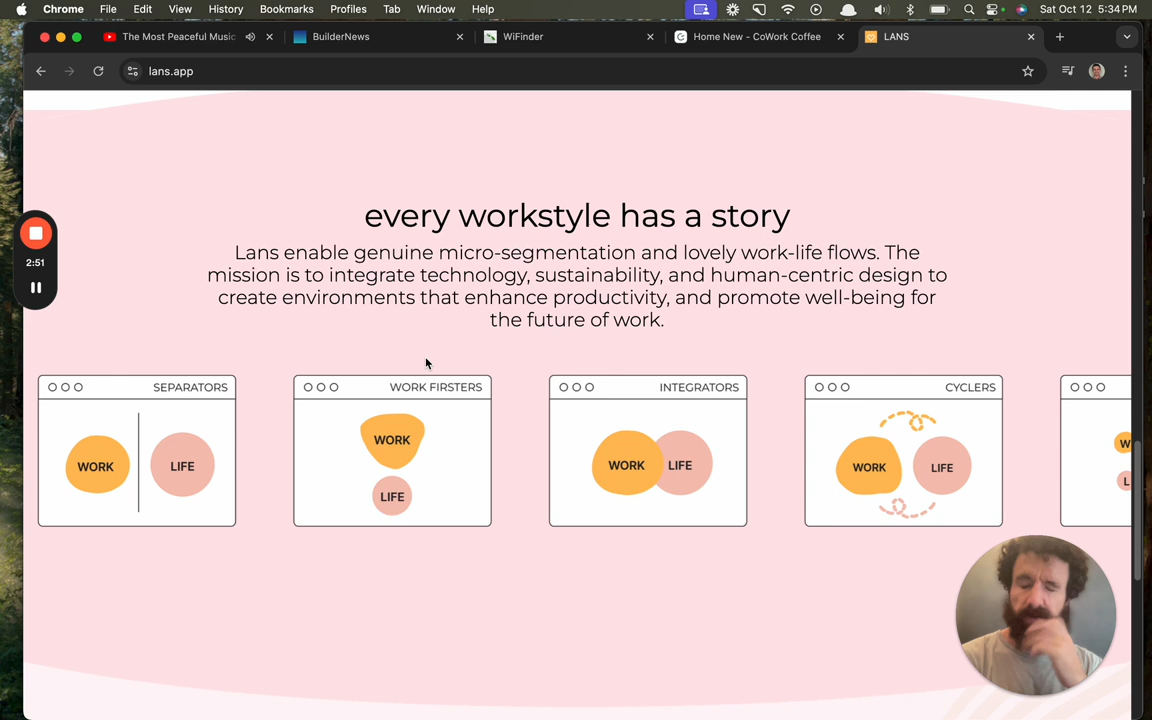 Chrome File Edit View History Bookmarks Profiles Tab Window Help Sat Oct 12 5:34 PM
The Most Peaceful Music
BuilderNews
WiFinder
Home New - CoWork Coffee
LANS
lans.app
2:51
every workstyle has a story
Lans enable genuine micro-segmentation and lovely work-life flows. The
mission is to integrate technology, sustainability, and human-centric design to
create environments that enhance productivity, and promote well-being for
the future of work.
SEPARATORS
WORK LIFE
WORK FIRSTERS
WORK
LIFE
INTEGRATORS
WORK LIFE
CYCLERS
WORK LIFE
W
L